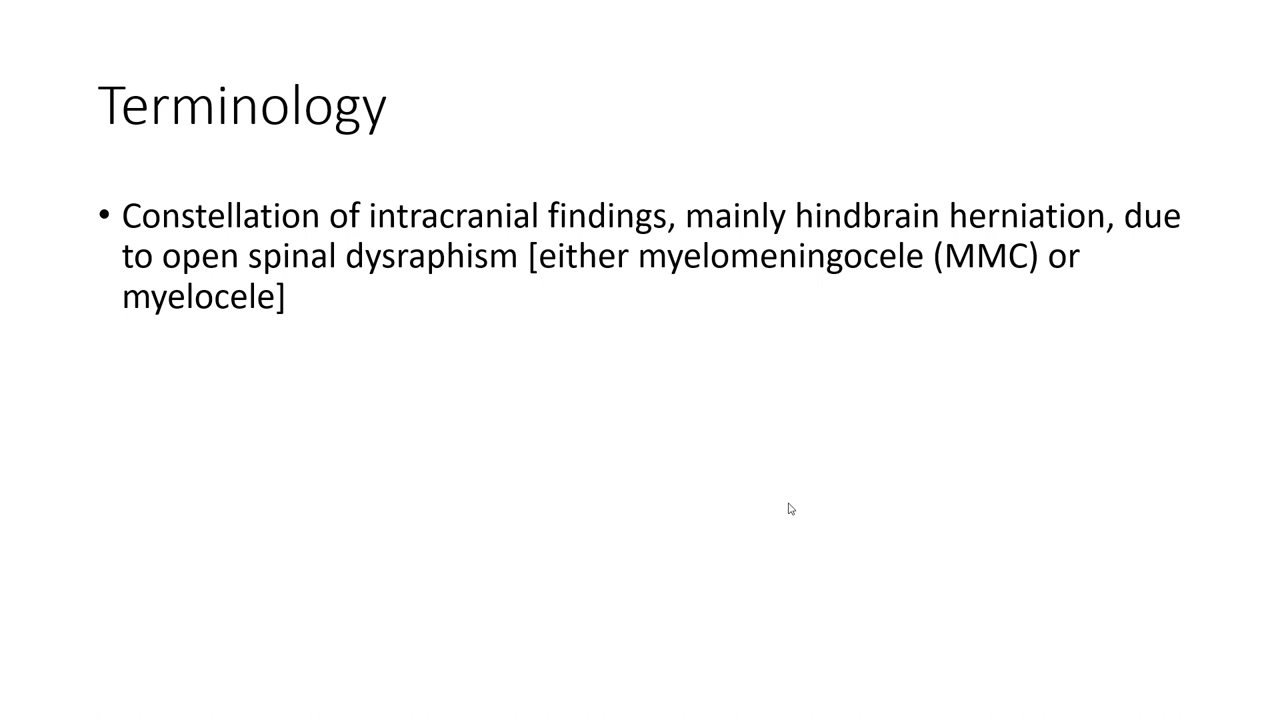 Terminology
• Constellation of intracranial findings, mainly hindbrain herniation, due
to open spinal dysraphism [either myelomeningocele (MMC) or
myelocele]